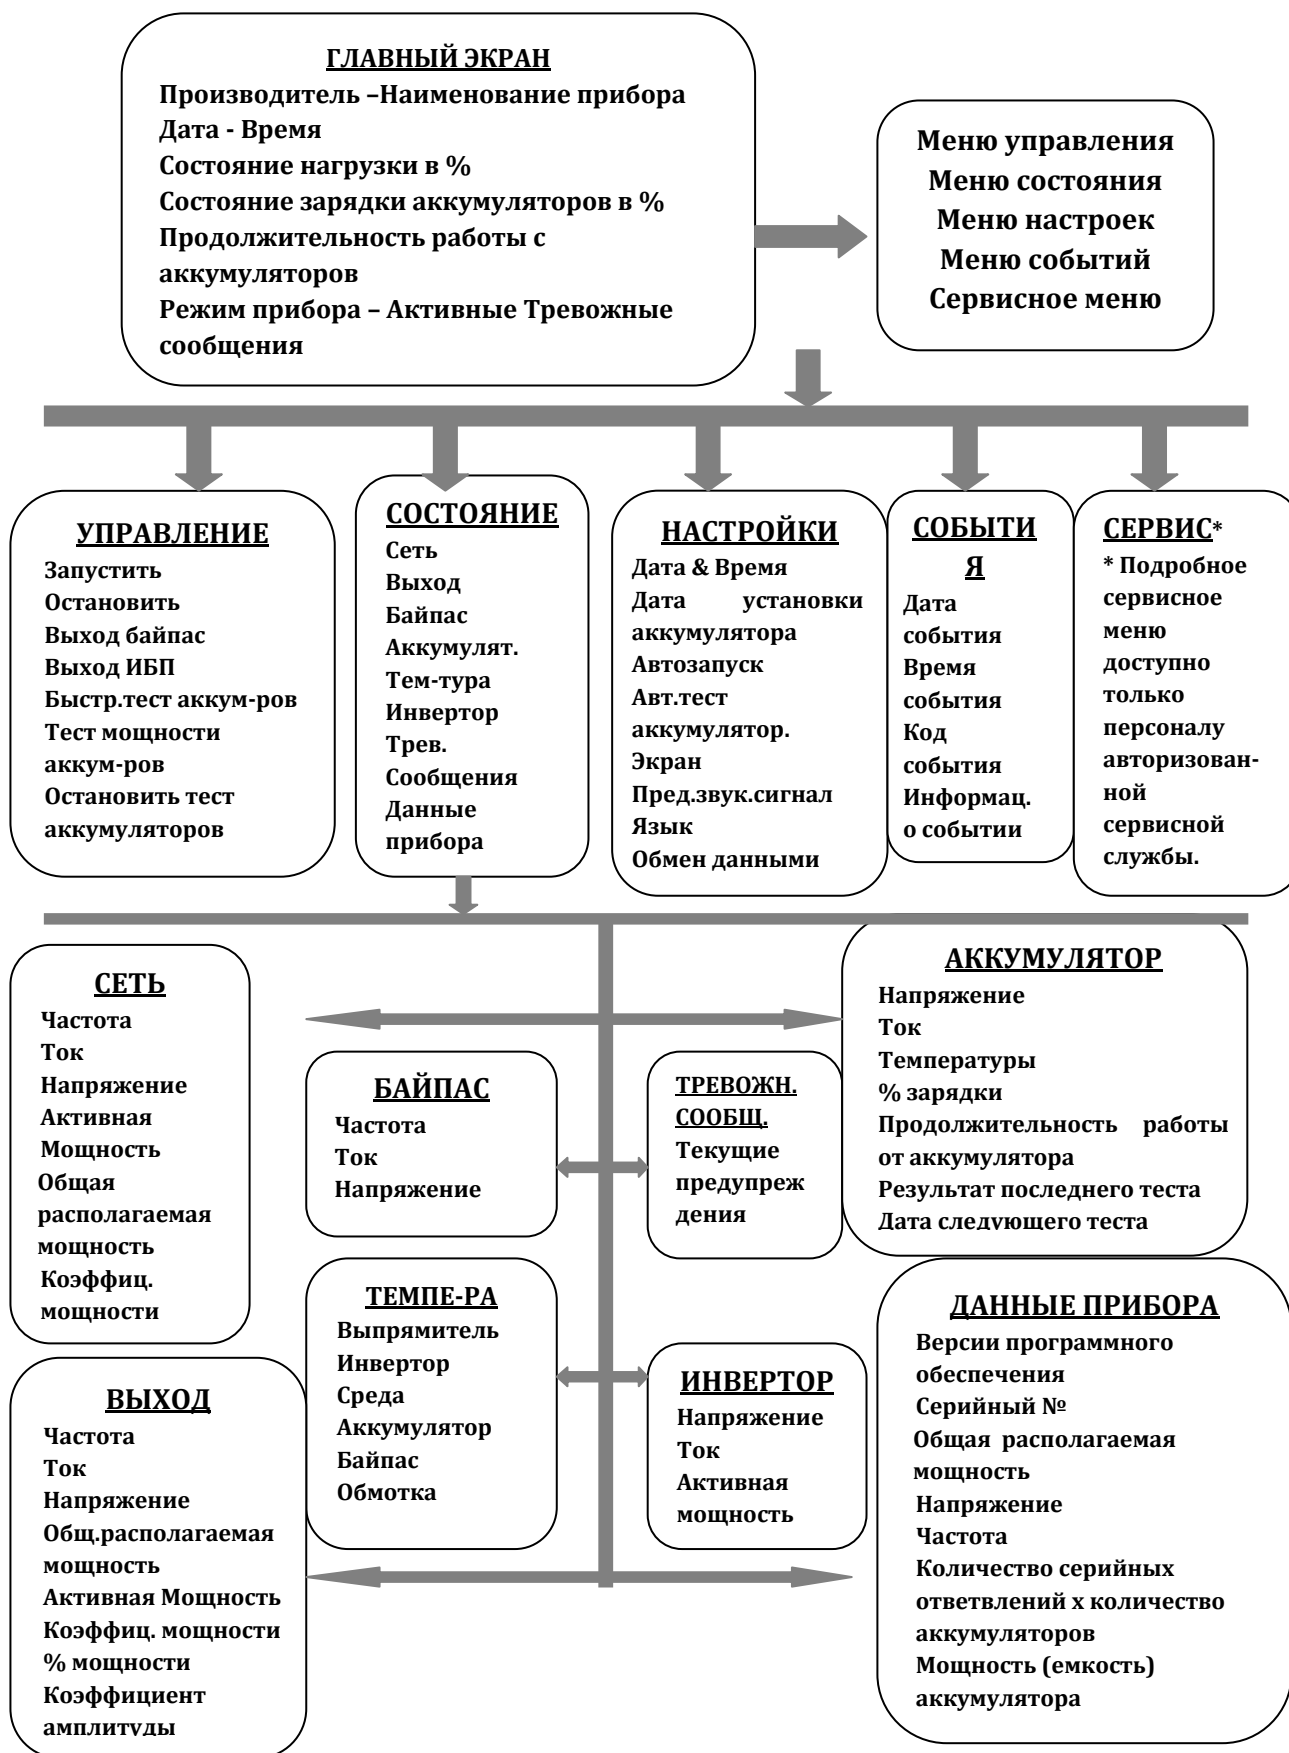 ГЛАВНЫЙ ЭКРАН
Производитель –Наименование прибора
Дата - Время
Состояние нагрузки в %
Состояние зарядки аккумуляторов в %
Продолжительность работы с
аккумуляторов
Режим прибора – Активные Тревожные
сообщения
Меню управления
Меню состояния
Меню настроек
Меню событий
Сервисное меню
УПРАВЛЕНИЕ
Запустить
Остановить
Выход байпас
Выход ИБП
Быстр.тест аккум-ров
Тест мощности
аккум-ров
Остановить тест
аккумуляторов
СОСТОЯНИЕ
Сеть
Выход
Байпас
Аккумулят.
Тем-тура
Инвертор
Трев.
Сообщения
Данные
прибора
НАСТРОЙКИ
Дата & Время
Дата установки
аккумулятора
Автозапуск
Авт.тест
аккумулятор.
Экран
Пред.звук.сигнал
Язык
Обмен данными
СОБЫТИ
Я
Дата
события
Время
события
Код
события
Информац.
о событии
СЕРВИС*
* Подробное
сервисное
меню
доступно
только
персоналу
авторизован-
ной
сервисной
службы.
СЕТЬ
Частота
Ток
Напряжение
Активная
Мощность
Общая
располагаемая
мощность
Коэффиц.
мощности
БАЙПАС
Частота
Ток
Напряжение
ТРЕВОЖН.
СООБЩ.
Текущие
предупреж
дения
АККУМУЛЯТОР
Напряжение
Ток
Температуры
% зарядки
Продолжительность работы
от аккумулятора
Результат последнего теста
Дата следующего теста
ВЫХОД
Частота
Ток
Напряжение
Общ.располагаемая
мощность
Активная Мощность
Коэффиц. мощности
% мощности
Коэффициент
амплитуды
ТЕМПЕ-РА
Выпрямитель
Инвертор
Среда
Аккумулятор
Байпас
Обмотка
ИНВЕРТОР
Напряжение
Ток
Активная
мощность
ДАННЫЕ ПРИБОРА
Версии программного
обеспечения
Серийный №
Общая располагаемая
мощность
Напряжение
Частота
Количество серийных
ответвлений х количество
аккумуляторов
Мощность (емкость)
аккумулятора